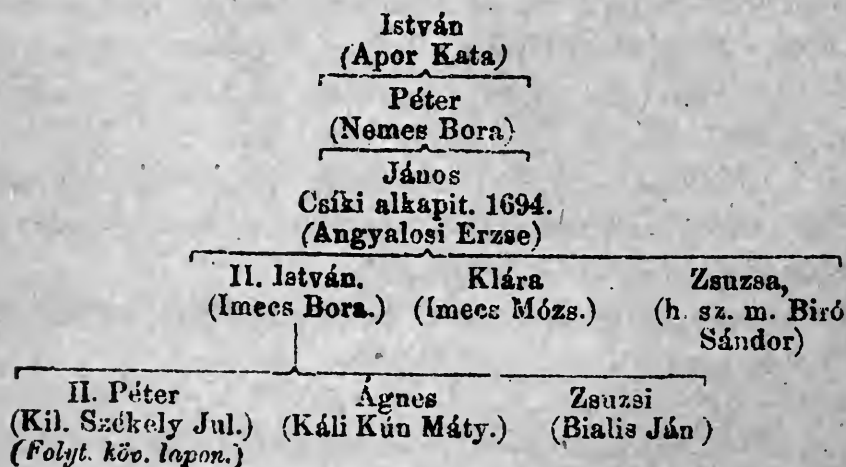 István
(Apor Kata)
Péter
(Nemes Bora)
János
Csíki alkapit. 1694.
(Angyalosi Erzse)
II. István. Klára Zsuzsa,
(Imecs Bora.) (Imecs Mózs.) (h. sz. m. Biró
Sándor)
II. Péter Ágnes Zsuzsi
(Kil. Székely Jul.) (Káli Kún Máty.) (Bialis Ján )
(Folyt. köv. lapon.)